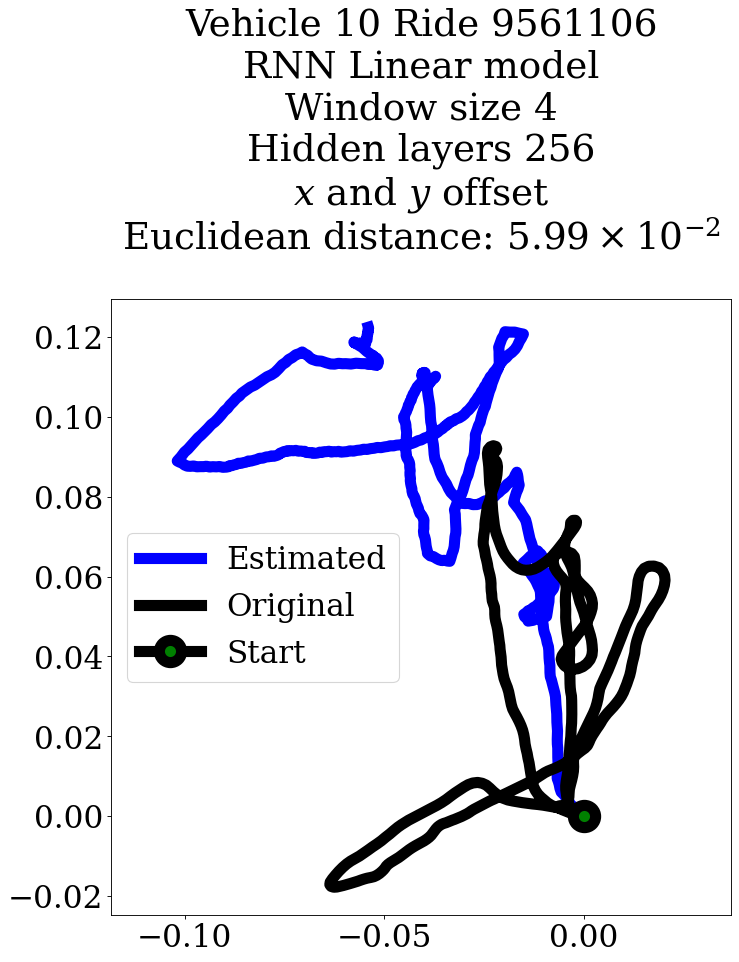 Vehicle 10 Ride 9561106
RNN Linear model
Window size 4
Hidden layers 256
x and y offset
Euclidean distance: 5.99 × 10⁻²
0.12
0.10
0.08
0.06
0.04
0.02
0.00
−0.02
Estimated
Original
Start
−0.10 −0.05 0.00